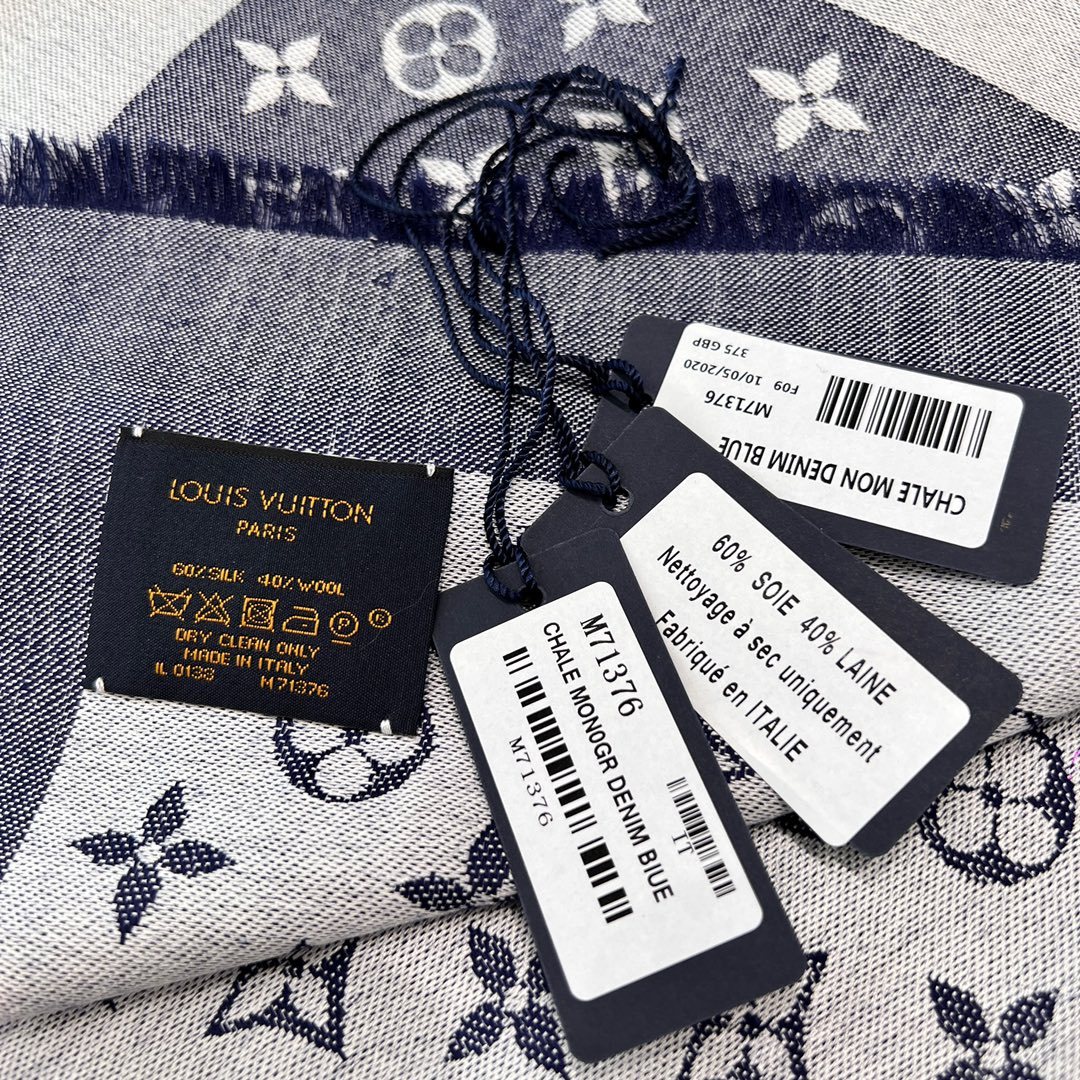 LOUIS VUITTON
PARIS
60% SILK 40% WOOL
P
E
DRY CLEAN ONLY
MADE IN ITALY
IL 0133 M71376
M71376
CHALE MONOGR DENIM BIUE
M71376
IT
60% SOIE 40% LAINE
Nettoyage à sec uniquement
Fabriqué en ITALIE
CHALE MON DENIM BLUE
M71376
F09 10/05/2020
375 GBP